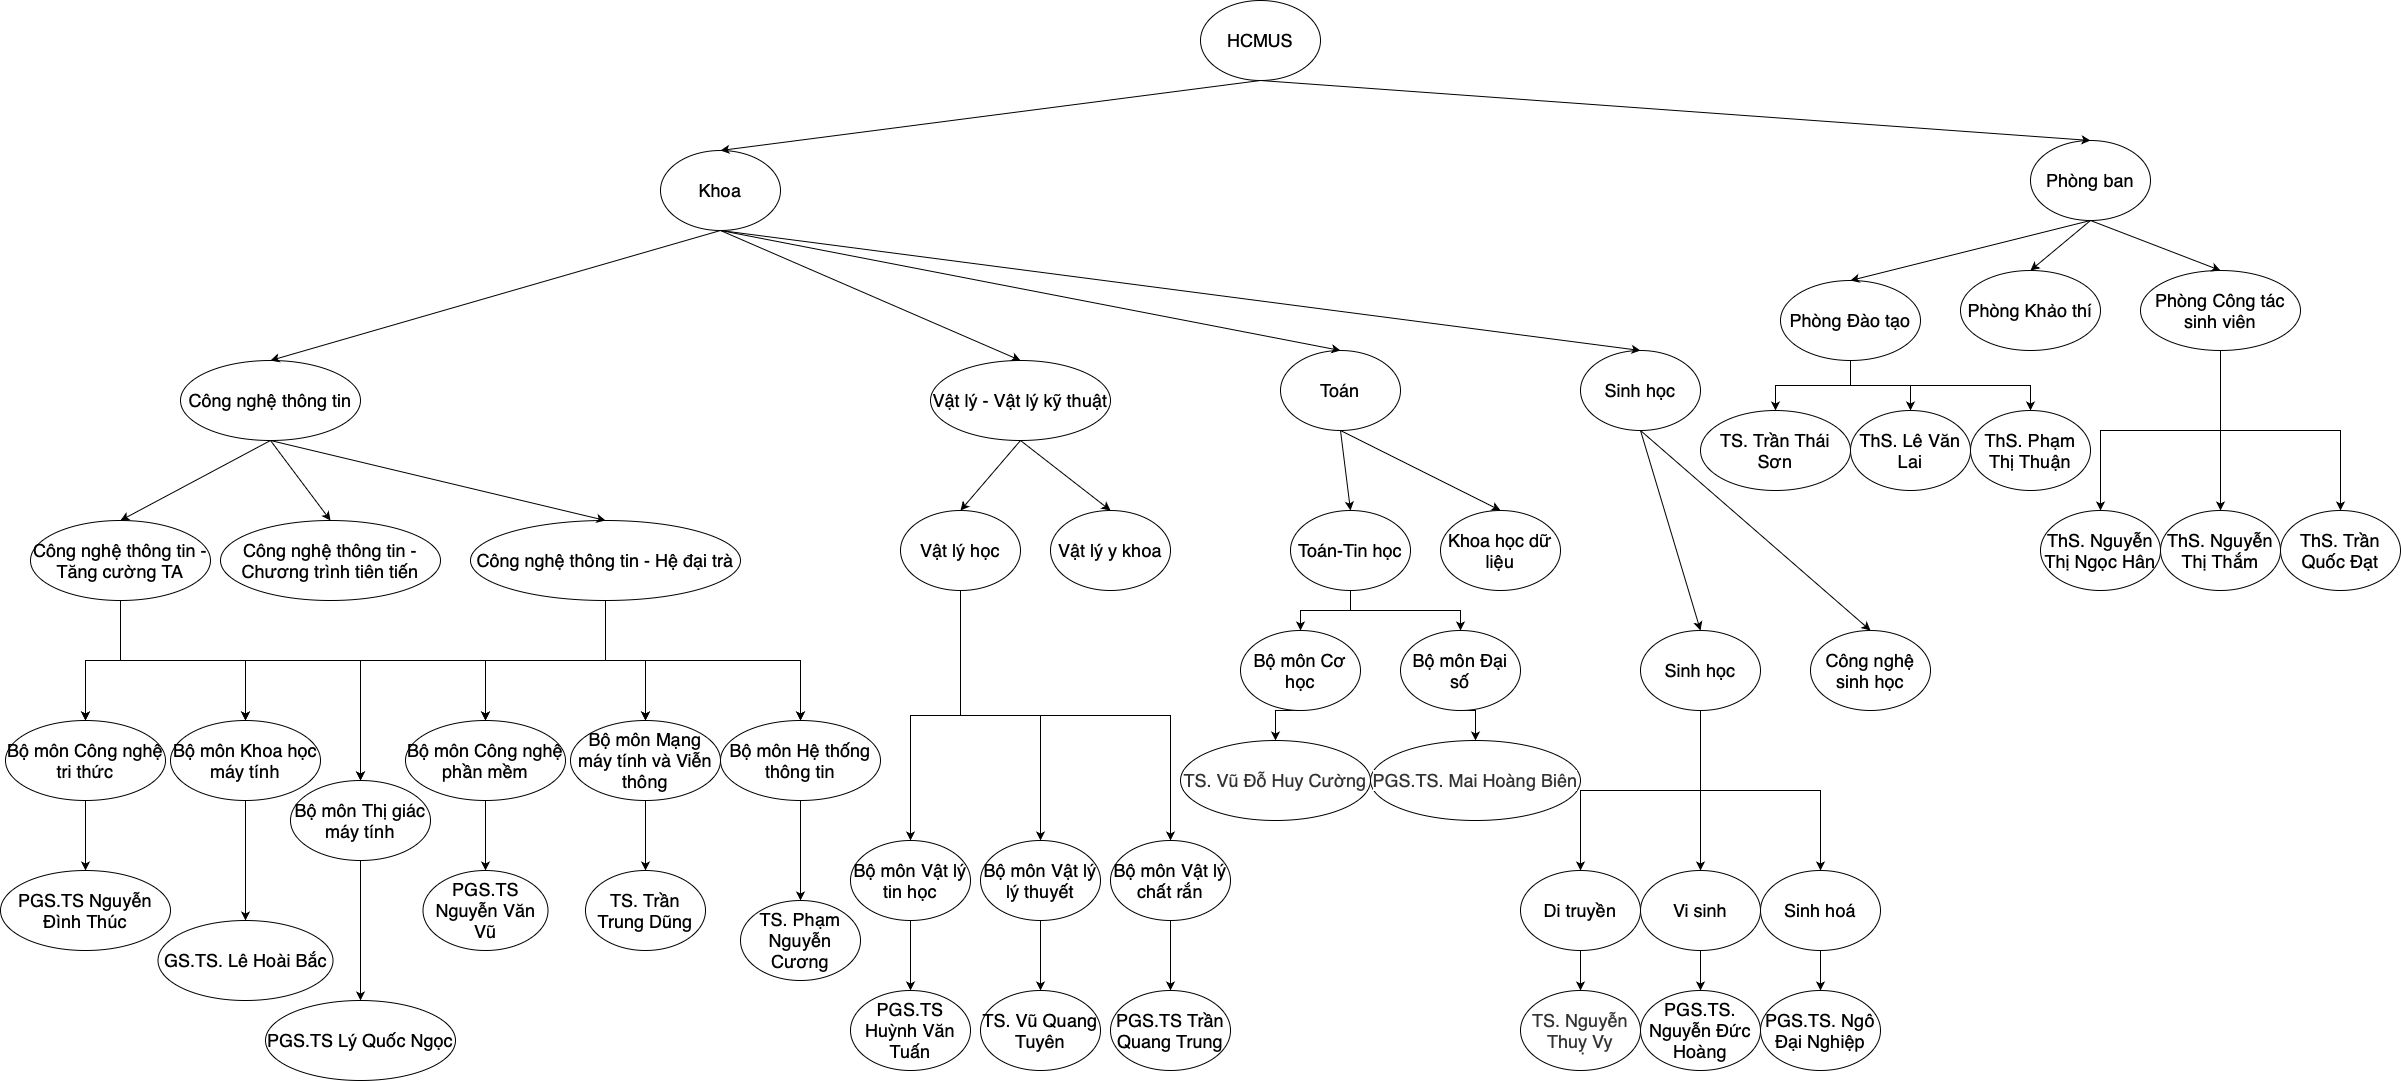 HCMUS
Khoa
Phòng ban
Công nghệ thông tin
Vật lý - Vật lý kỹ thuật
Toán
Sinh học
Phòng Đào tạo
Phòng Khảo thí
Phòng Công tác
sinh viên
TS. Trần Thái
Sơn
ThS. Lê Văn
Lai
ThS. Phạm
Thị Thuận
ThS. Nguyễn
Thị Ngọc Hân
ThS. Nguyễn
Thị Thắm
ThS. Trần
Quốc Đạt
Công nghệ thông tin -
Tăng cường TA
Công nghệ thông tin -
Chương trình tiên tiến
Công nghệ thông tin - Hệ đại trà
Vật lý học
Vật lý y khoa
Toán-Tin học
Khoa học dữ
liệu
Bộ môn Cơ
học
Bộ môn Đại
số
Sinh học
Công nghệ
sinh học
Bộ môn Công nghệ
tri thức
Bộ môn Khoa học
máy tính
Bộ môn Thị giác
máy tính
Bộ môn Công nghệ
phần mềm
Bộ môn Mạng
máy tính và Viễn
thông
Bộ môn Hệ thống
thông tin
TS. Vũ Đỗ Huy Cường
PGS.TS. Mai Hoàng Biên
PGS.TS Nguyễn
Đình Thúc
GS.TS. Lê Hoài Bắc
PGS.TS Lý Quốc Ngọc
PGS.TS
Nguyễn Văn
Vũ
TS. Trần
Trung Dũng
TS. Phạm
Nguyễn
Cương
Bộ môn Vật lý
tin học
Bộ môn Vật lý
lý thuyết
Bộ môn Vật lý
chất rắn
Di truyền
Vi sinh
Sinh hoá
PGS.TS
Huỳnh Văn
Tuấn
TS. Vũ Quang
Tuyên
PGS.TS Trần
Quang Trung
TS. Nguyễn
Thuỵ Vy
PGS.TS.
Nguyễn Đức
Hoàng
PGS.TS. Ngô
Đại Nghiệp